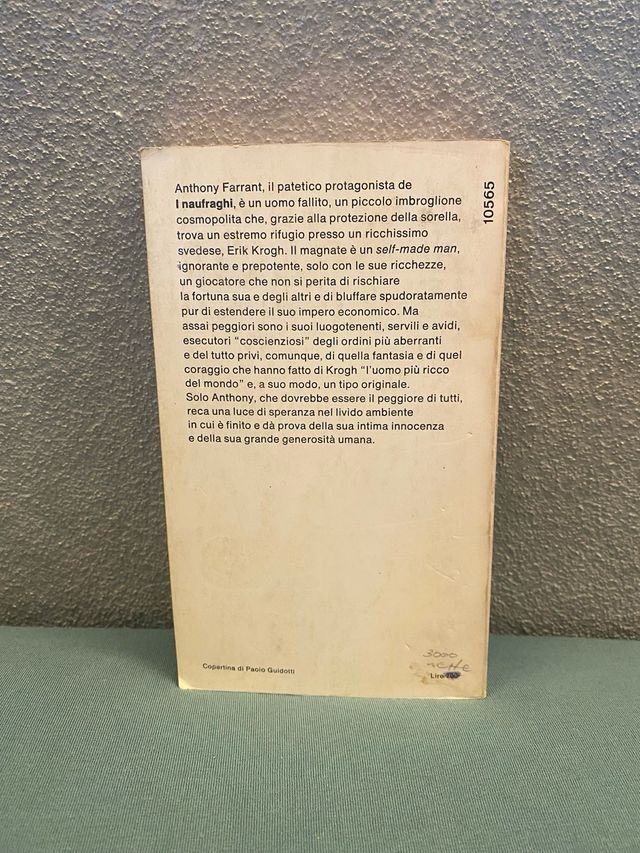 Anthony Farrant, il patetico protagonista de
I naufraghi, è un uomo fallito, un piccolo imbroglione
cosmopolita che, grazie alla protezione della sorella,
trova un estremo rifugio presso un ricchissimo
svedese, Erik Krogh. Il magnate è un self-made man,
ignorante e prepotente, solo con le sue ricchezze,
un giocatore che non si perita di rischiare
la fortuna sua e degli altri e di bluffare spudoratamente
pur di estendere il suo impero economico. Ma
assai peggiori sono i suoi luogotenenti, servili e avidi,
esecutori "coscienziosi" degli ordini più aberranti
e del tutto privi, comunque, di quella fantasia e di quel
coraggio che hanno fatto di Krogh "l'uomo più ricco
del mondo" e, a suo modo, un tipo originale.
Solo Anthony, che dovrebbe essere il peggiore di tutti,
reca una luce di speranza nel livido ambiente
in cui è finito e dà prova della sua intima innocenza
e della sua grande generosità umana.
10565
3000
Copertina di Paolo Guidotti
Lire